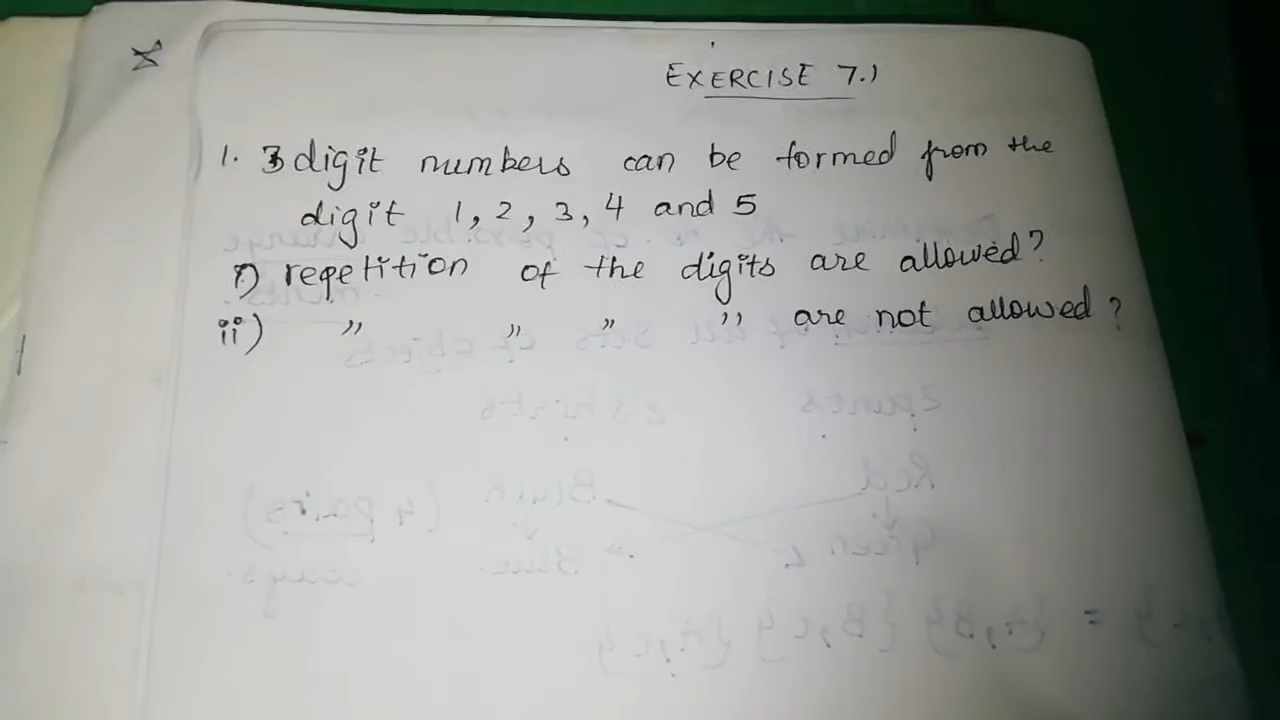 EXERCISE 7.1
1. 3 digit numbers can be formed from the
digit 1, 2, 3, 4 and 5
i) repetition of the digits are allowed?
ii) " " " " are not allowed?